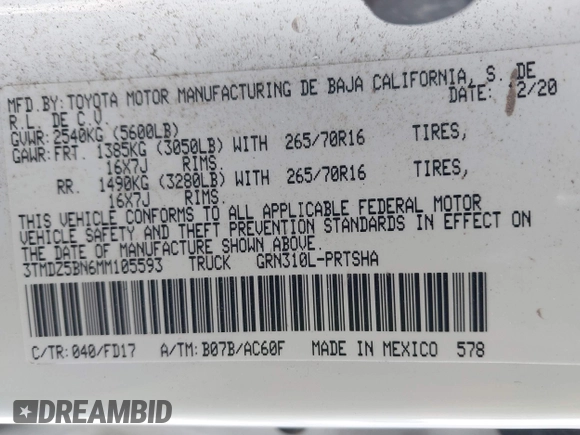 MFD.BY: TOYOTA MOTOR MANUFACTURING DE BAJA CALIFORNIA, S. DE
R.L. DE C.V. DATE: 2/20
GVWR: 2540KG (5600LB)
GAWR: FRT. 1385KG (3050LB) WITH 265/70R16 TIRES,
16X7J RIMS.
RR. 1490KG (3280LB) WITH 265/70R16 TIRES,
16X7J RIMS.
THIS VEHICLE CONFORMS TO ALL APPLICABLE FEDERAL MOTOR
VEHICLE SAFETY AND THEFT PREVENTION STANDARDS IN EFFECT ON
THE DATE OF MANUFACTURE SHOWN ABOVE.
3TMDZ5BN6MM105593 TRUCK GRN310L-PRTSHA
C/TR: 040/FD17 A/TM: B07B/AC60F MADE IN MEXICO 578
DREAMBID